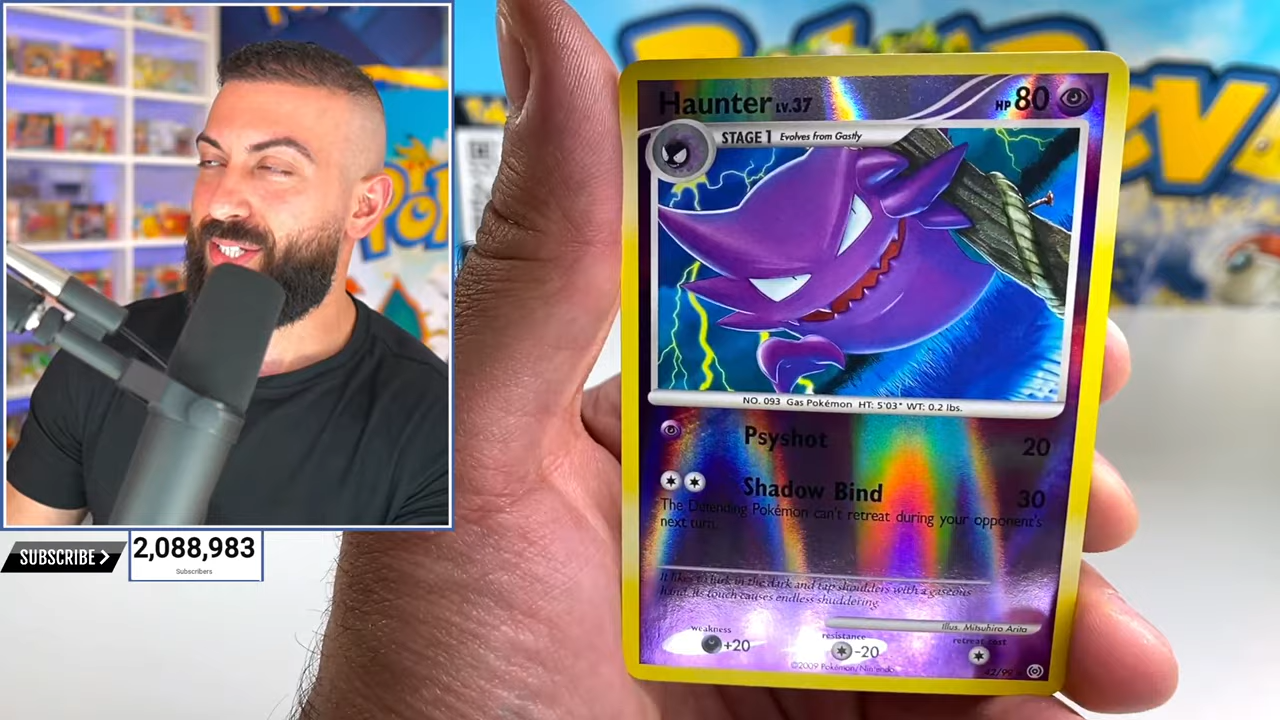 Haunter LV.37 HP 80
STAGE 1 Evolves from Gastly
NO. 093 Gas Pokémon HT: 5'03" WT: 0.2 lbs.
Psyshot 20
Shadow Bind 30
The Defending Pokémon can't retreat during your opponent's
next turn.
It likes to lurk in the dark and tap shoulders with a gaseous
hand. Its touch causes endless shuddering.
Illus. Mitsuhiro Arita
weakness resistance retreat cost
+20 -20
©2009 Pokémon/Nintendo
SUBSCRIBE
2,088,983
Subscribers